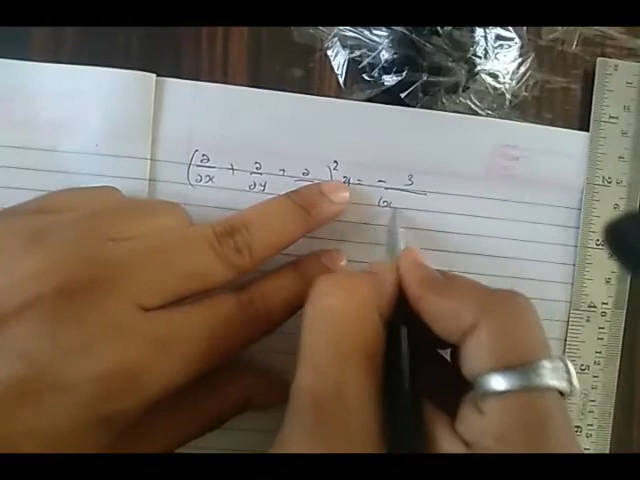 (∂/∂x + ∂/∂y + ∂ )² u = - 3/(x